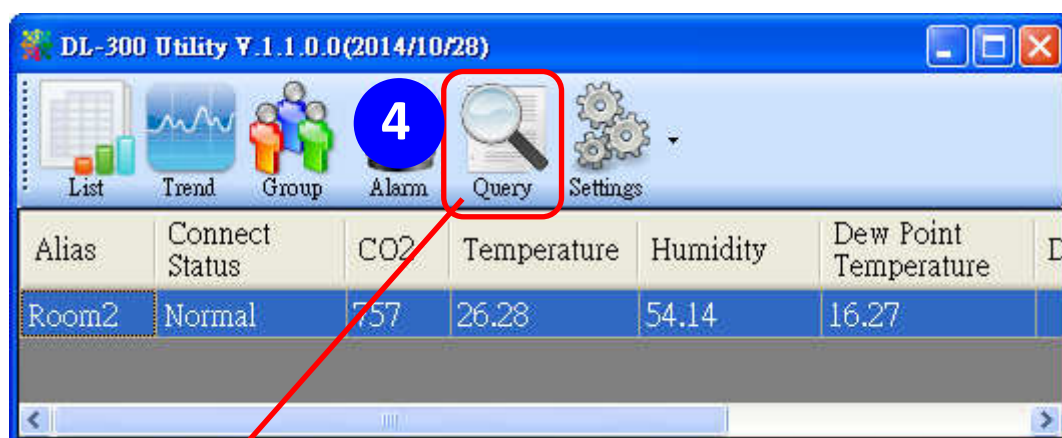 DL-300 Utility V.1.1.0.0(2014/10/28)
4
List Trend Group Alarm Query Settings
Alias Connect Status CO2 Temperature Humidity Dew Point Temperature D
Room2 Normal 757 26.28 54.14 16.27